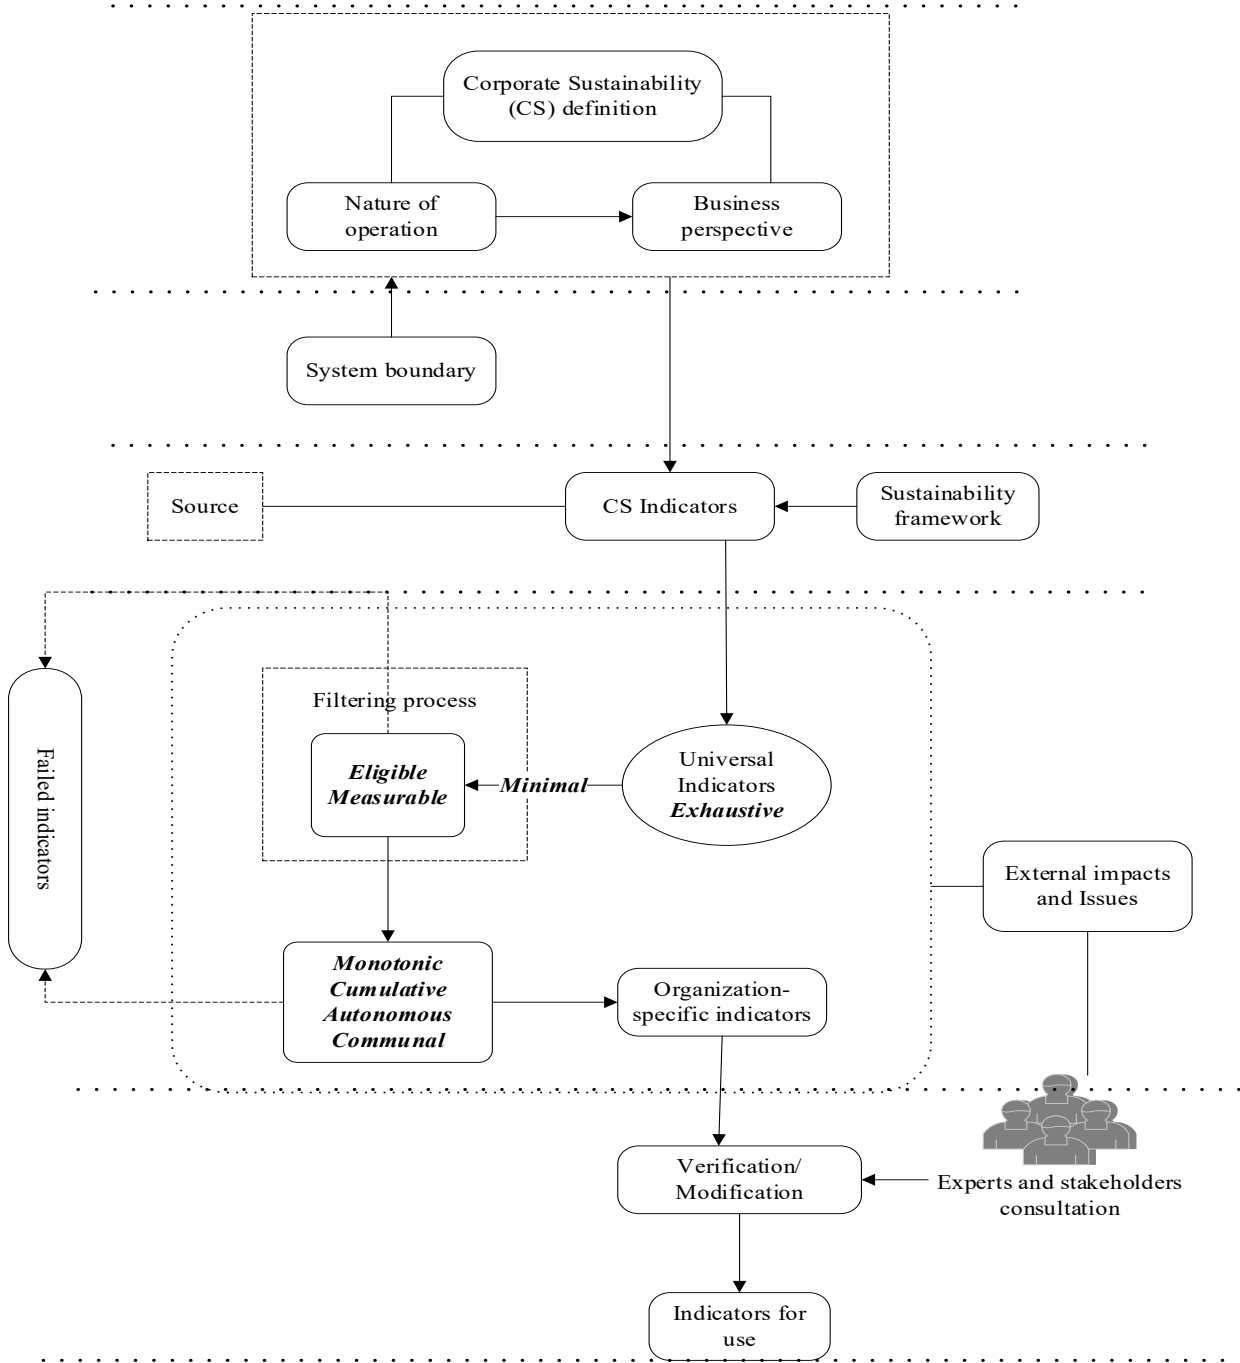 Corporate Sustainability
(CS) definition
Nature of
operation
Business
perspective
System boundary
Source
CS Indicators
Sustainability
framework
Filtering process
Eligible
Measurable
Minimal
Universal
Indicators
Exhaustive
Failed indicators
External impacts
and Issues
Monotonic
Cumulative
Autonomous
Communal
Organization-
specific indicators
Verification/
Modification
Experts and stakeholders
consultation
Indicators for
use